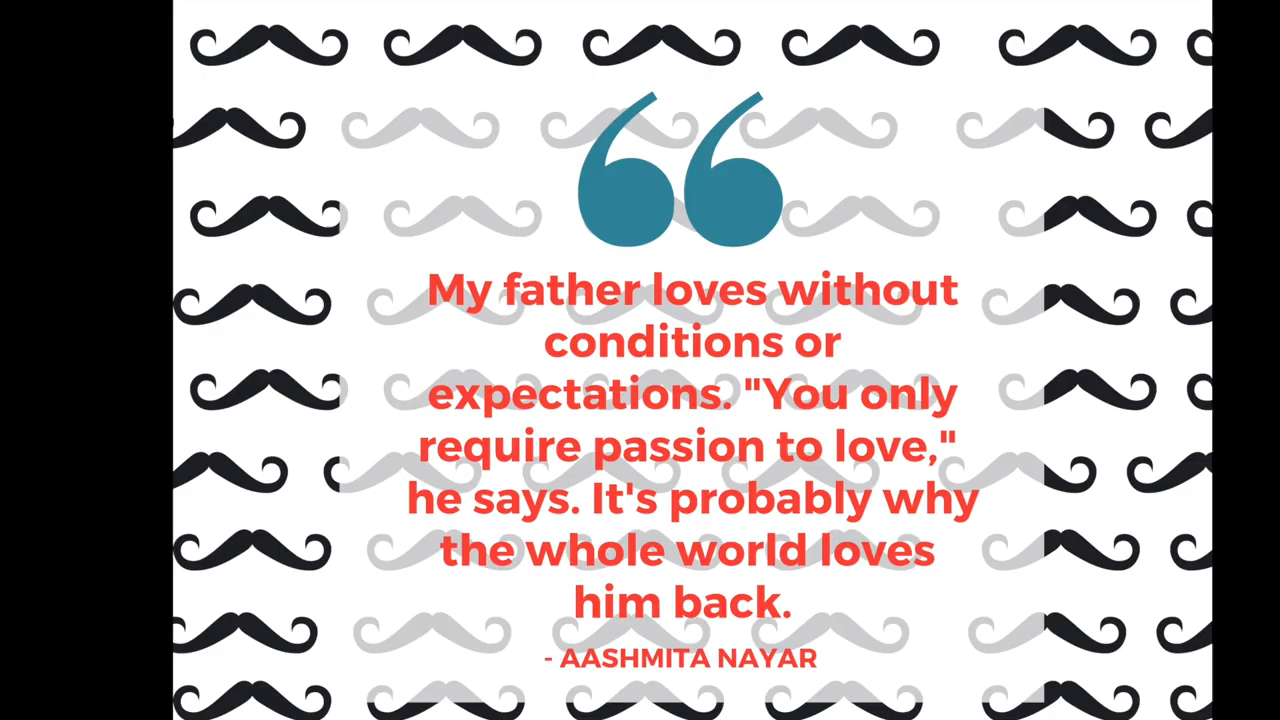 My father loves without
conditions or
expectations. "You only
require passion to love,"
he says. It's probably why
the whole world loves
him back.
- AASHMITA NAYAR